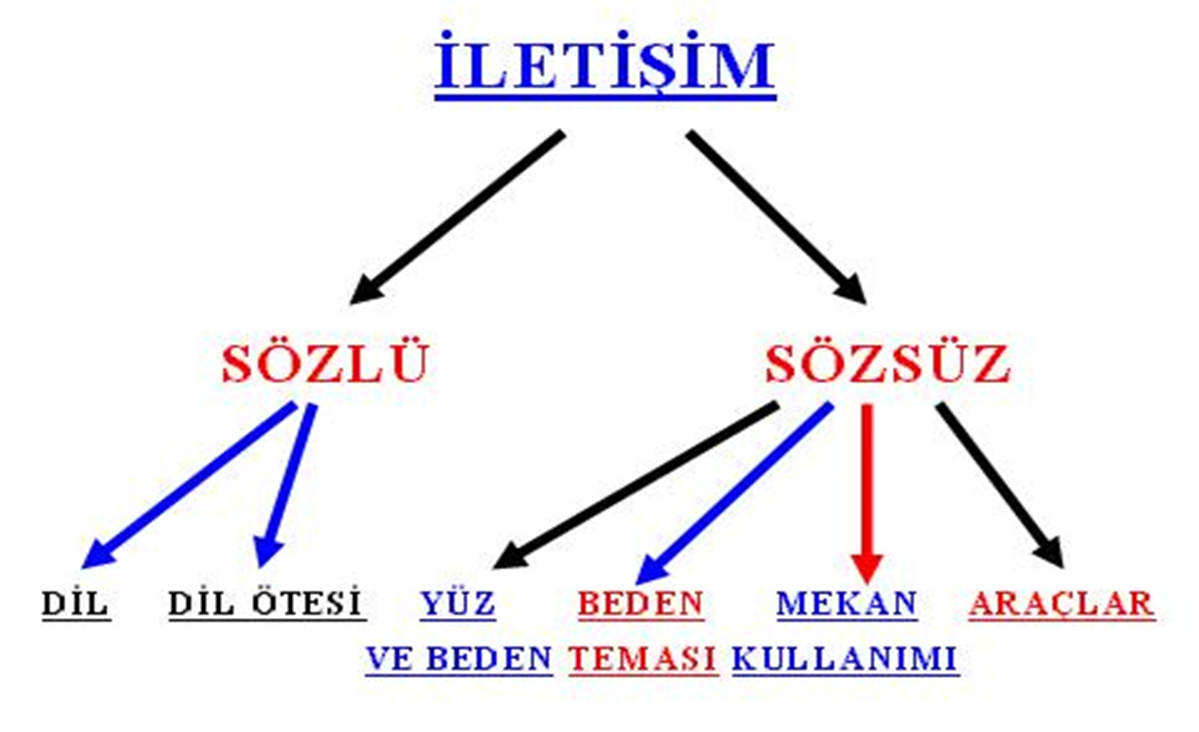 İLETİŞİM
SÖZLÜ SÖZSÜZ
DİL DİL ÖTESİ YÜZ BEDEN MEKAN ARAÇLAR
VE BEDEN TEMASI KULLANIMI